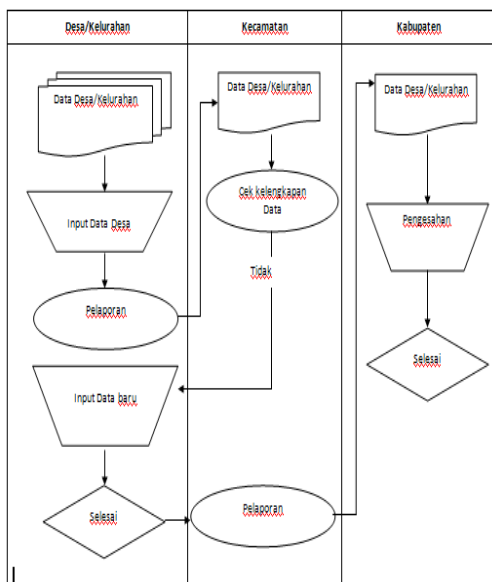 Desa/Kelurahan
Kecamatan
Kabupaten
Data Desa/Kelurahan
Input Data Desa
Pelaporan
Input Data baru
Selesai
Data Desa/Kelurahan
Cek kelengkapan
Data
Tidak
Pelaporan
Data Desa/Kelurahan
Pengesahan
Selesai